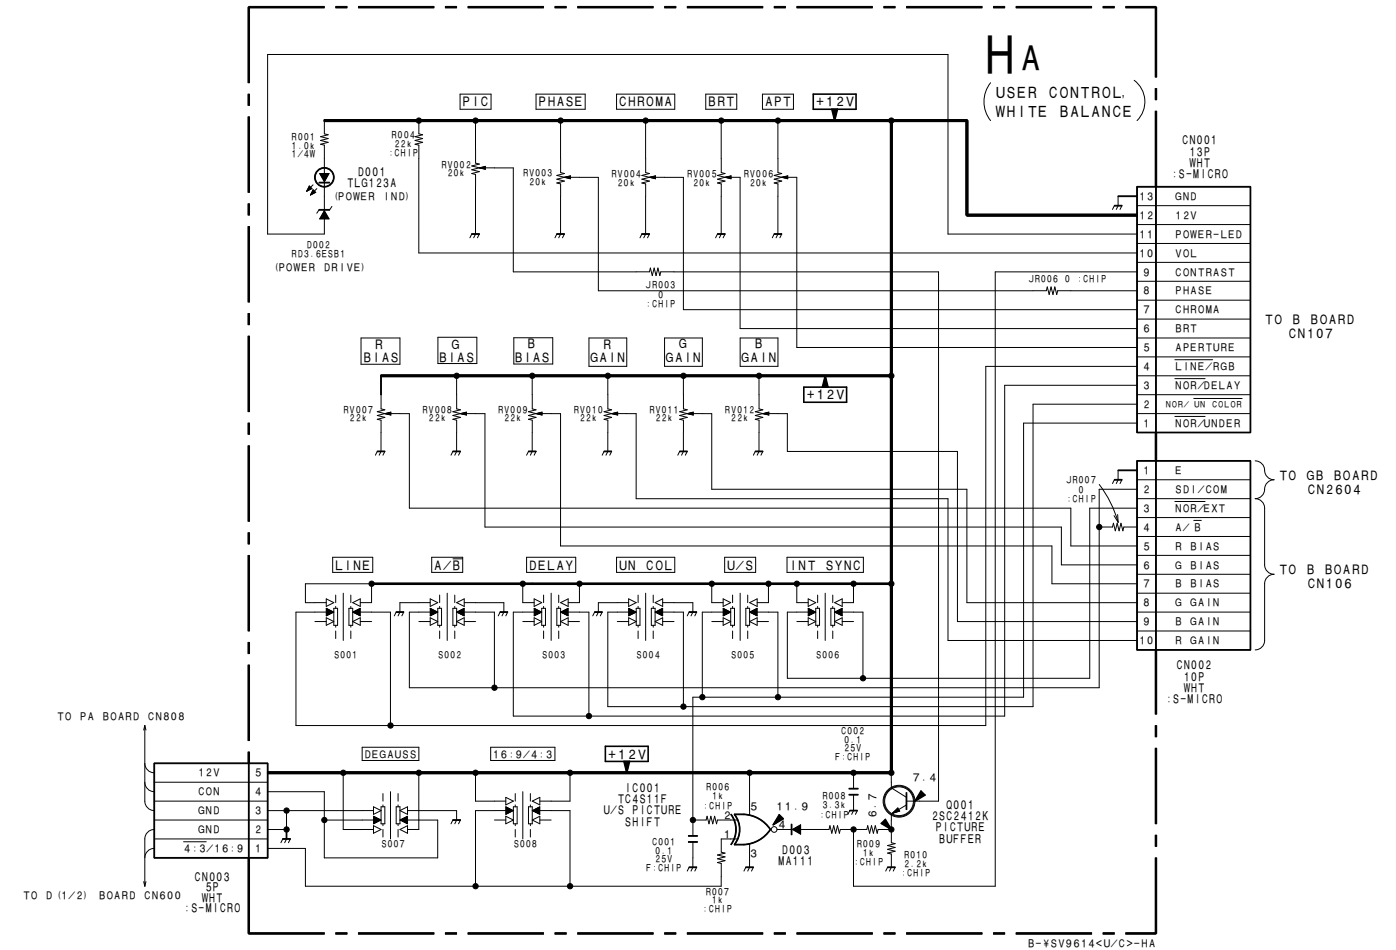 HA
(USER CONTROL,
WHITE BALANCE)
PIC
PHASE
CHROMA
BRT
APT
+12V
R001
1.0k
1/4W
R004
22k
:CHIP
D001
TLG123A
(POWER IND)
D002
RD3.6ESB1
(POWER DRIVE)
RV002
20k
RV003
20k
RV004
20k
RV005
20k
RV006
20k
JR003
0
:CHIP
JR006 0 :CHIP
CN001
13P
WHT
:S-MICRO
13 GND
12 12V
11 POWER-LED
10 VOL
9 CONTRAST
8 PHASE
7 CHROMA
6 BRT
5 APERTURE
4 LINE/RGB
3 NOR/DELAY
2 NOR/ UN COLOR
1 NOR/UNDER
TO B BOARD
CN107
R
BIAS
G
BIAS
B
BIAS
R
GAIN
G
GAIN
B
GAIN
+12V
RV007
22k
RV008
22k
RV009
22k
RV010
22k
RV011
22k
RV012
22k
JR007
0
:CHIP
1 E
2 SDI/COM
3 NOR/EXT
4 A/B
5 R BIAS
6 G BIAS
7 B BIAS
8 G GAIN
9 B GAIN
10 R GAIN
CN002
10P
WHT
:S-MICRO
TO GB BOARD
CN2604
TO B BOARD
CN106
LINE
A/B
DELAY
UN COL
U/S
INT SYNC
S001
S002
S003
S004
S005
S006
TO PA BOARD CN808
12V 5
CON 4
GND 3
GND 2
4:3/16:9 1
CN003
5P
WHT
:S-MICRO
TO D (1/2) BOARD CN600
DEGAUSS
16:9/4:3
+12V
S007
S008
IC001
TC4S11F
U/S PICTURE
SHIFT
C001
0.1
25V
F:CHIP
R006
1k
:CHIP
R007
1k
:CHIP
2
1
5
3
4
11.9
D003
MA111
C002
0.1
25V
F:CHIP
R008
3.3k
:CHIP
R009
1k
:CHIP
R010
2.2k
:CHIP
6.7
7.4
Q001
2SC2412K
PICTURE
BUFFER
B-¥SV9614<U/C>-HA